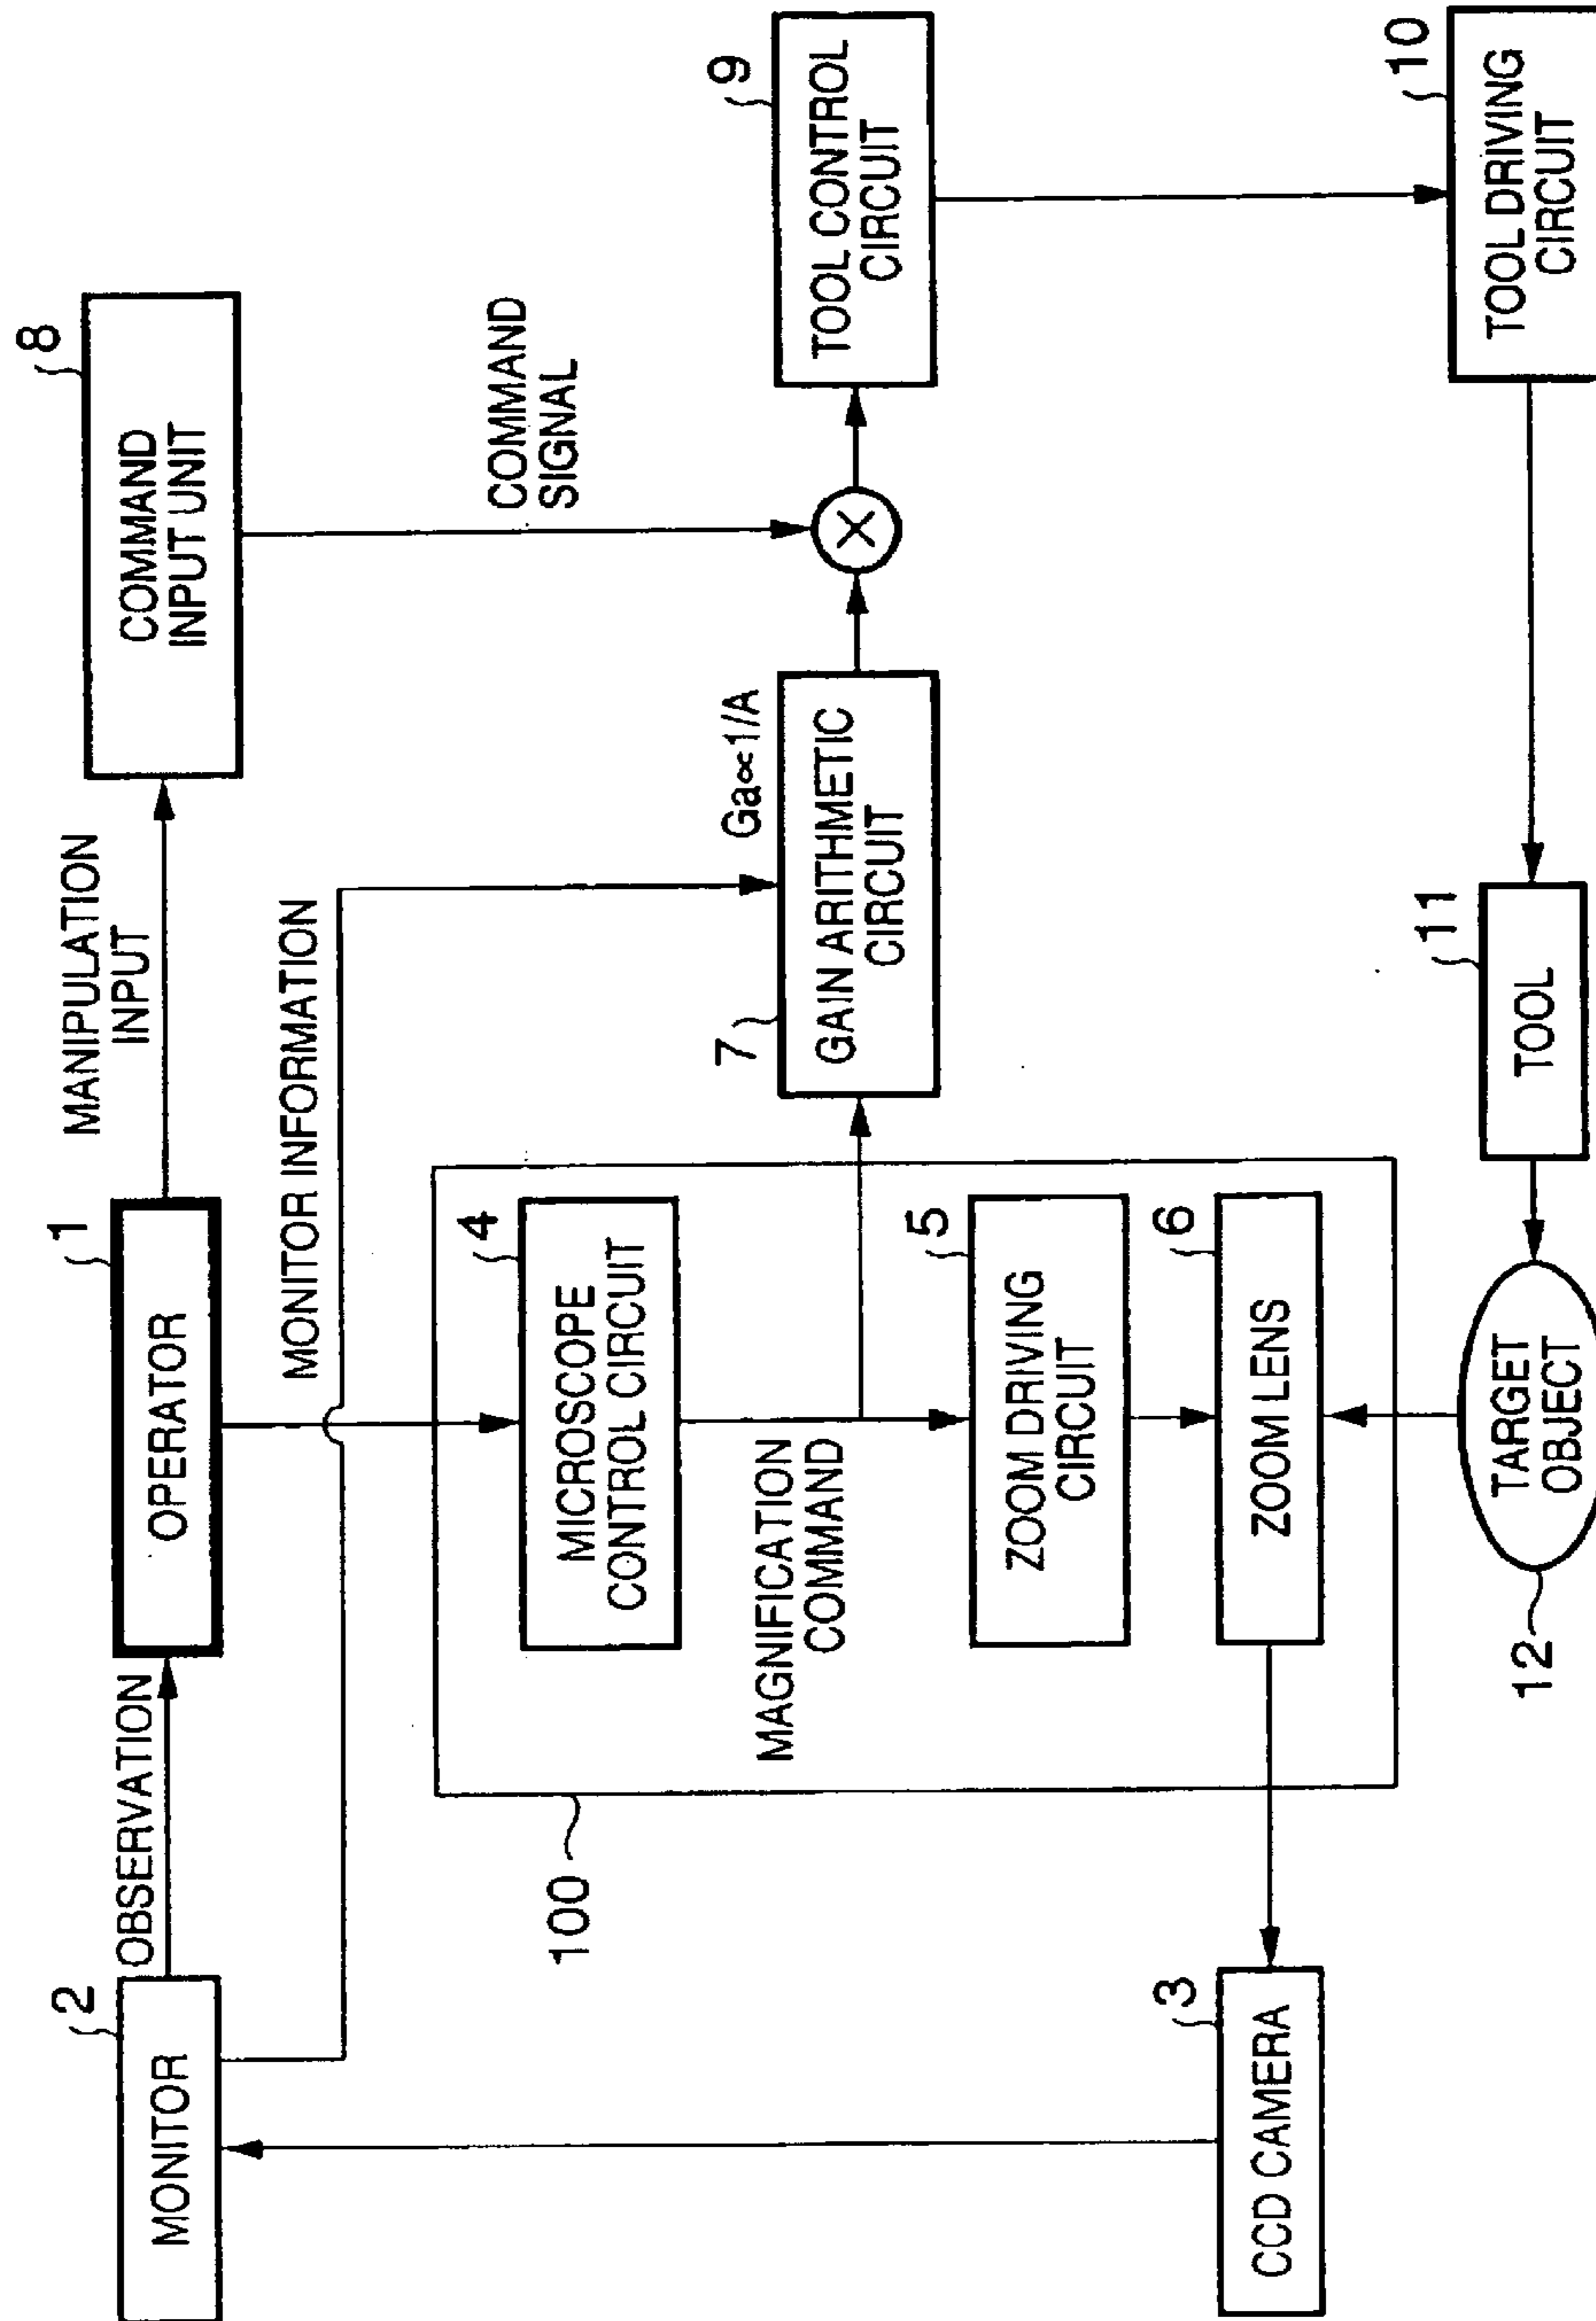 2
MONITOR
OBSERVATION
1
OPERATOR
MANIPULATION
INPUT
8
COMMAND
INPUT UNIT
MONITOR INFORMATION
COMMAND
SIGNAL
100
4
MICROSCOPE
CONTROL CIRCUIT
MAGNIFICATION
COMMAND
7
Ga∝1/A
GAIN ARITHMETIC
CIRCUIT
×
9
TOOL CONTROL
CIRCUIT
5
ZOOM DRIVING
CIRCUIT
3
CCD CAMERA
6
ZOOM LENS
12
TARGET
OBJECT
11
TOOL
10
TOOL DRIVING
CIRCUIT